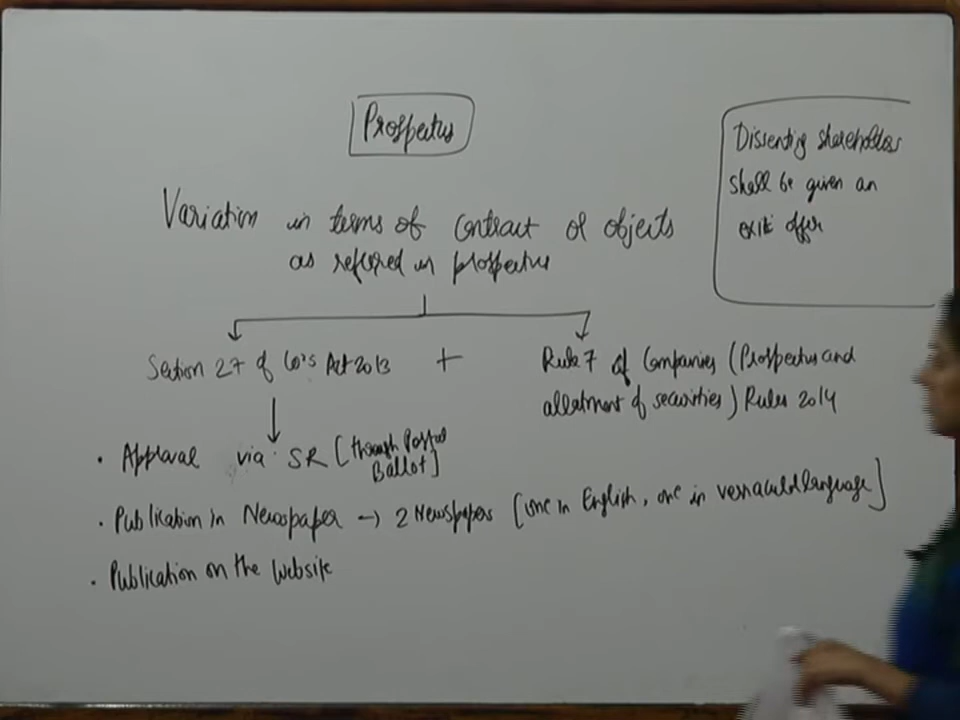 Prospectus
Variation in terms of contract or objects
as refered in prospectus
Dissenting shareholders
shall be given an
exit offer
Section 27 of Co's Act 2013 + Rule 7 of Companies (Prospectus and
allotment of securities) Rules 2014
• Approval via SR [through Postal
Ballot]
• Publication in Newspaper → 2 Newspapers [one in English, one in vernacular language]
• Publication on the Website